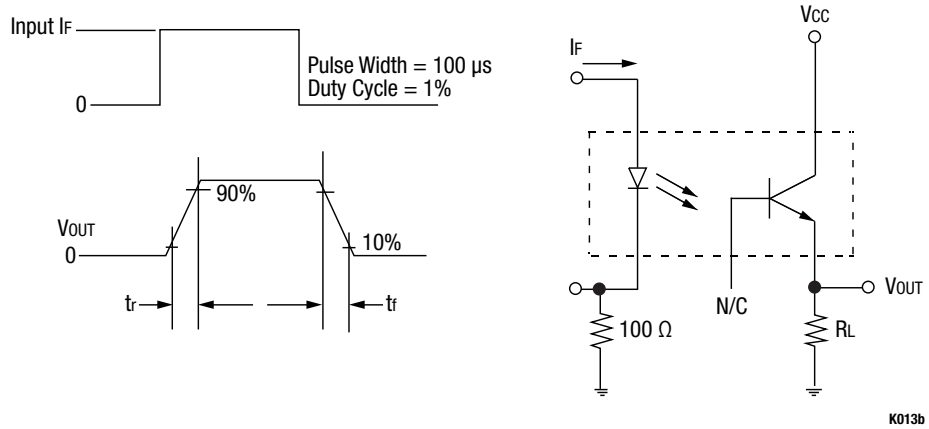 Input IF
0
Pulse Width = 100 µs
Duty Cycle = 1%
90%
VOUT
0
10%
tr
tf
VCC
IF
N/C
VOUT
100 Ω
RL
K013b